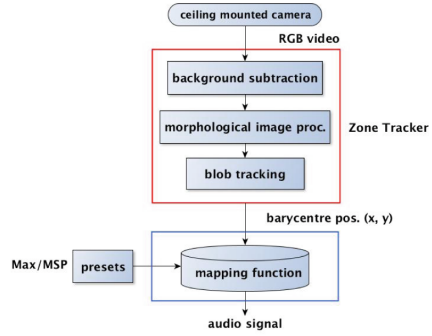 ceiling mounted camera
RGB video
background subtraction
morphological image proc.
Zone Tracker
blob tracking
barycentre pos. (x, y)
Max/MSP
presets
mapping function
audio signal